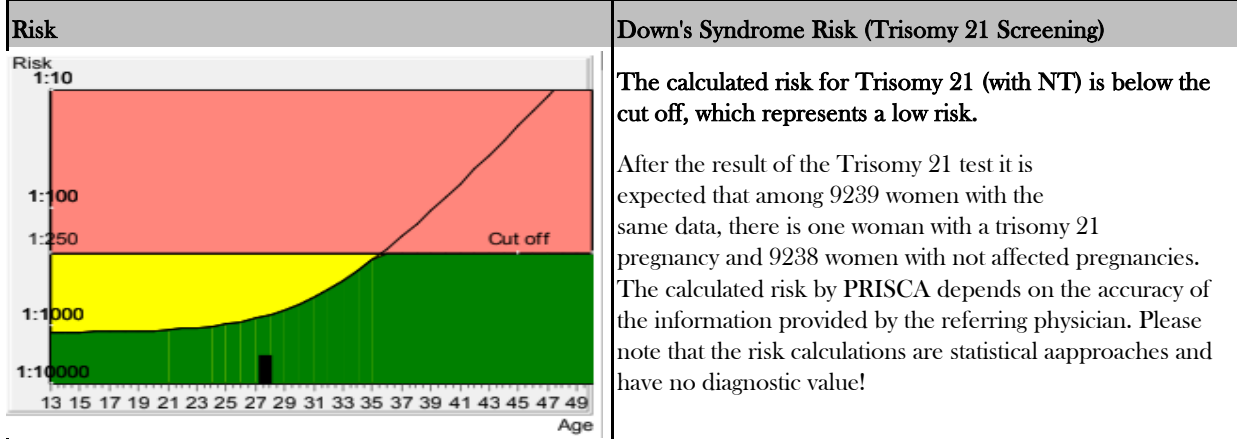 Risk
Down's Syndrome Risk (Trisomy 21 Screening)
Risk
1:10
1:100
1:250
Cut off
1:1000
1:10000
13 15 17 19 21 23 25 27 29 31 33 35 37 39 41 43 45 47 49
Age
The calculated risk for Trisomy 21 (with NT) is below the
cut off, which represents a low risk.
After the result of the Trisomy 21 test it is
expected that among 9239 women with the
same data, there is one woman with a trisomy 21
pregnancy and 9238 women with not affected pregnancies.
The calculated risk by PRISCA depends on the accuracy of
the information provided by the referring physician. Please
note that the risk calculations are statistical aapproaches and
have no diagnostic value!